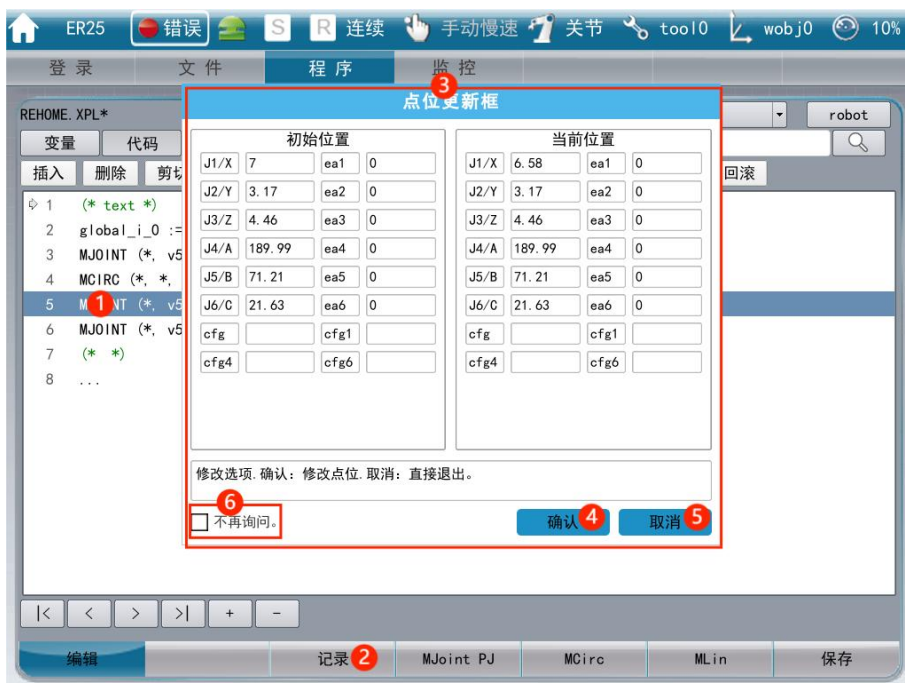 ER25 错误 S R 连续 手动慢速 关节 tool0 wobj0 10%
登录 文件 程序 监控
3
点位更新框
REHOME.XPL* robot
变量 代码
插入 删除 剪切 回滚
1 (* text *)
2 global_i_0 :=
3 MJOINT (*, v5
4 MCIRC (*, *,
5 M 1 NT (*, v5
6 MJOINT (*, v5
7 (* *)
8 ...
初始位置 当前位置
J1/X 7 ea1 0 J1/X 6.58 ea1 0
J2/Y 3.17 ea2 0 J2/Y 3.17 ea2 0
J3/Z 4.46 ea3 0 J3/Z 4.46 ea3 0
J4/A 189.99 ea4 0 J4/A 189.99 ea4 0
J5/B 71.21 ea5 0 J5/B 71.21 ea5 0
J6/C 21.63 ea6 0 J6/C 21.63 ea6 0
cfg cfg1 cfg cfg1
cfg4 cfg6 cfg4 cfg6
修改选项.确认：修改点位.取消：直接退出。
6
不再询问。 确认 4 取消 5
|< < > >| + -
编辑 记录 2 MJoint PJ MCirc MLin 保存